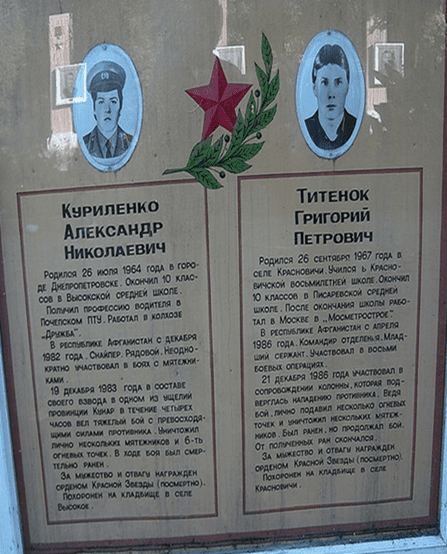 Куриленко
Александр
Николаевич
Родился 26 июля 1964 года в горо-
де Днепропетровске. Окончил 10 клас-
сов в Высокской средней школе.
Получил профессию водителя в
Почепском ПТУ. Работал в колхозе
"Дружба".
В республике Афганистан с декабря
1982 года. Снайпер. Рядовой. Неодно-
кратно участвовал в боях с мятежни-
ками.
19 декабря 1983 года в составе
своего взвода в одном из ущелий
провинции Кунар в течение четырех
часов вел тяжелый бой с превосходя-
щими силами противника. Уничтожил
лично нескольких мятежников и 6-ть
огневых точек. В ходе боя был смер-
тельно ранен.
За мужество и отвагу награжден
орденом Красной Звезды (посмертно).
Похоронен на кладбище в селе
Высокое.
Титенок
Григорий
Петрович
Родился 26 сентября 1967 года в
селе Красновичи. Учился в Красно-
вичской восьмилетней школе. Окончил
10 классов в Писаревской средней
школе. После окончания школы рабо-
тал в Москве в "Мосметрострое".
В республике Афганистан с апреля
1986 года. Командир отделения. Млад-
ший сержант. Участвовал в восьми
боевых операциях.
21 декабря 1986 года участвовал в
сопровождении колонны, которая под-
верглась нападению противника. Ведя
бой, лично подавил несколько огневых
точек и уничтожил нескольких мятеж-
ников. Был ранен, но продолжал бой.
От полученных ран скончался.
За мужество и отвагу награжден
орденом Красной Звезды (посмертно).
Похоронен на кладбище в селе
Красновичи.